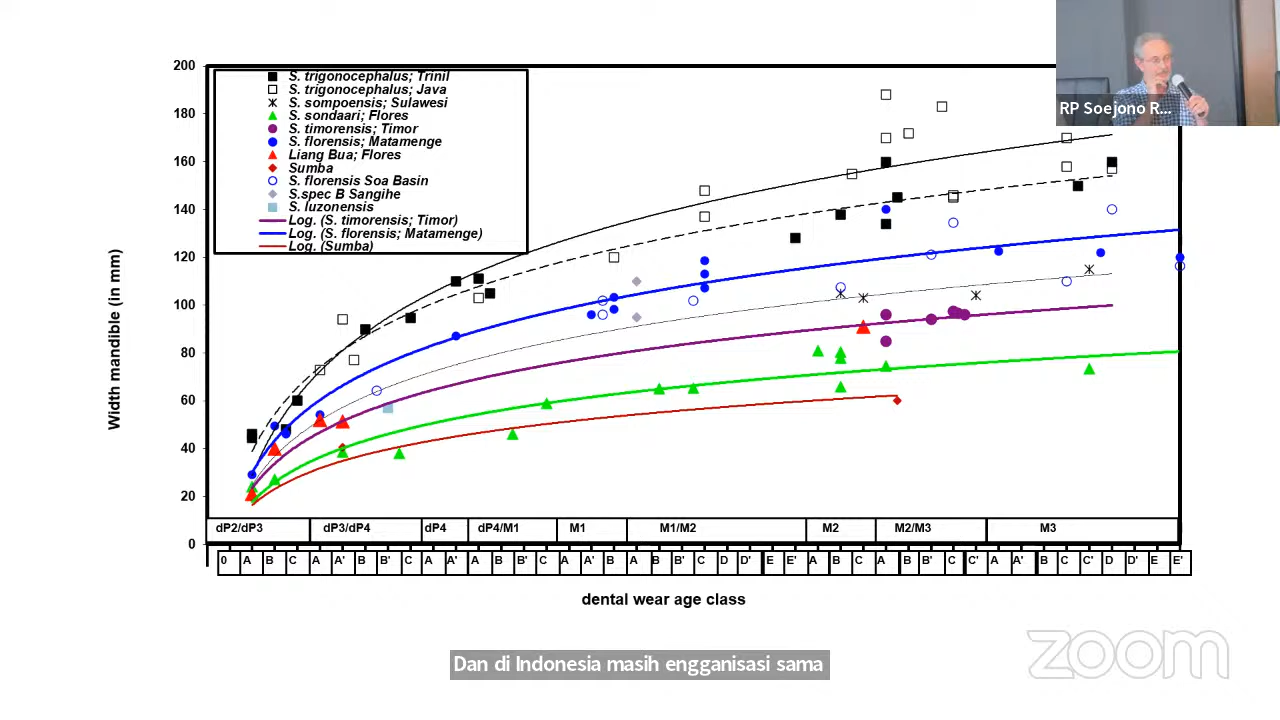 RP Soejono R...
200
180
160
140
120
100
80
60
40
20
0
Width mandible (in mm)
S. trigonocephalus; Trinil
S. trigonocephalus; Java
S. sompoensis; Sulawesi
S. sondaari; Flores
S. timorensis; Timor
S. florensis; Matamenge
Liang Bua; Flores
Sumba
S. florensis Soa Basin
S.spec B Sangihe
S. luzonensis
Log. (S. timorensis; Timor)
Log. (S. florensis; Matamenge)
Log. (Sumba)
dP2/dP3 dP3/dP4 dP4 dP4/M1 M1 M1/M2 M2 M2/M3 M3
0 A B C A A' B B' C A A' A B B' C A A' B A B B' C D D' E E' A B C A B B' C C' A A' B C C' D D' E E'
dental wear age class
Dan di Indonesia masih engganisasi sama
zoom